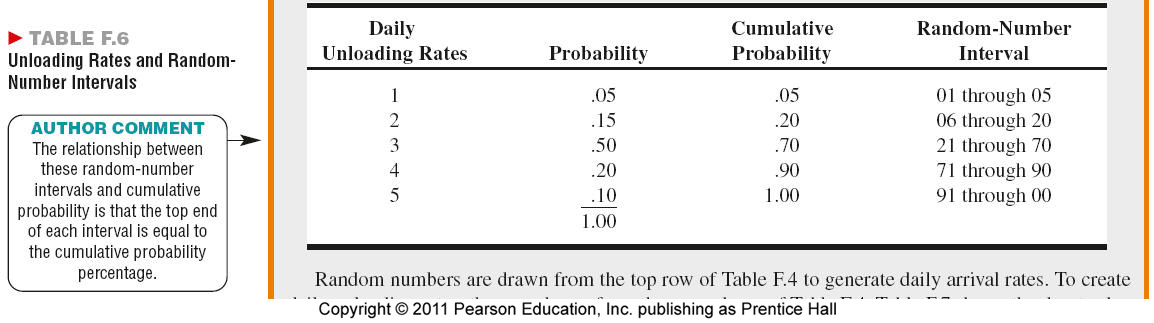 ▶ TABLE F.6
Unloading Rates and Random-
Number Intervals
AUTHOR COMMENT
The relationship between
these random-number
intervals and cumulative
probability is that the top end
of each interval is equal to
the cumulative probability
percentage.
Daily Cumulative Random-Number
Unloading Rates Probability Probability Interval
1 .05 .05 01 through 05
2 .15 .20 06 through 20
3 .50 .70 21 through 70
4 .20 .90 71 through 90
5 .10 1.00 91 through 00
1.00
Random numbers are drawn from the top row of Table F.4 to generate daily arrival rates. To create
Copyright © 2011 Pearson Education, Inc. publishing as Prentice Hall